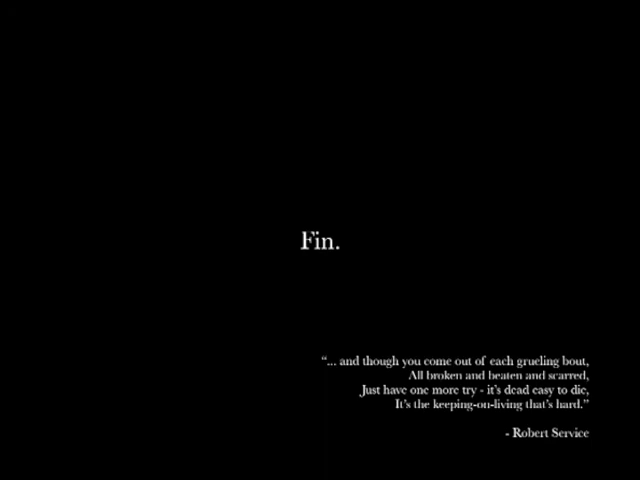 Fin.
“... and though you come out of each grueling bout,
All broken and beaten and scarred,
Just have one more try - it’s dead easy to die,
It’s the keeping-on-living that’s hard.”
- Robert Service